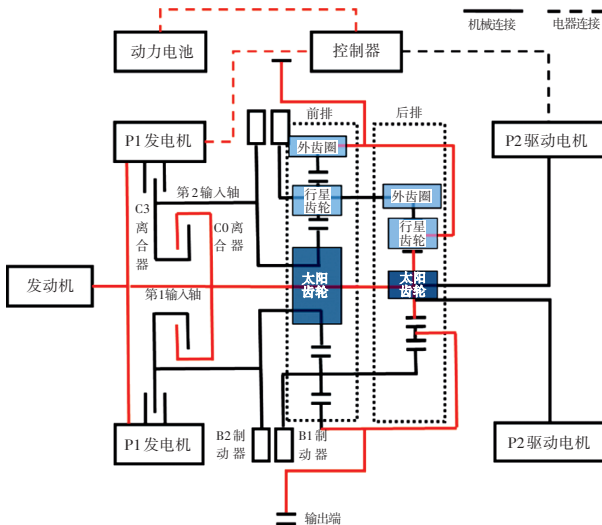 动力电池
控制器
机械连接
电器连接
前排
后排
P1发电机
P2驱动电机
外齿圈
第2输入轴
行星
齿轮
外齿圈
C3
离
合
器
C0离
合
器
行星
齿轮
太阳
齿轮
太阳
齿轮
发动机
第1输入轴
P1发电机
B2制
动器
B1制
动器
P2驱动电机
输出端